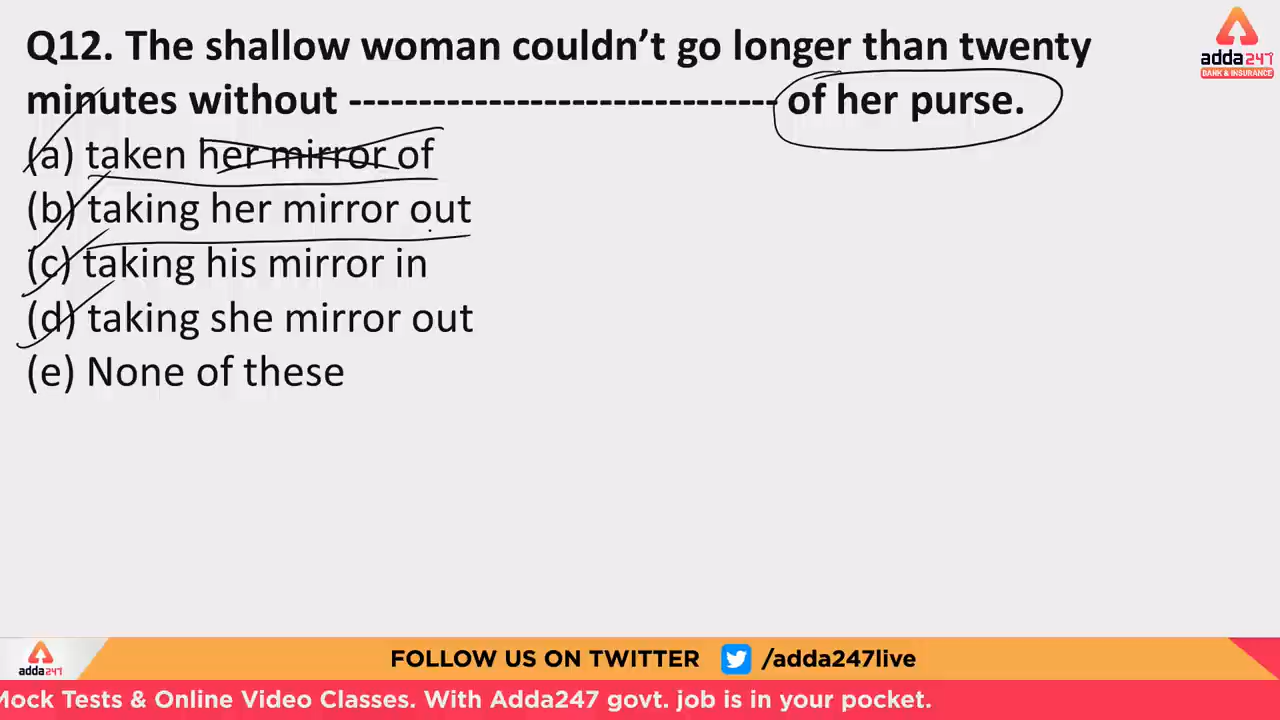 Q12. The shallow woman couldn’t go longer than twenty
minutes without ------------------------------- of her purse.
(a) taken her mirror of
(b) taking her mirror out
(c) taking his mirror in
(d) taking she mirror out
(e) None of these
adda247
BANK & INSURANCE
adda247
FOLLOW US ON TWITTER /adda247live
Mock Tests & Online Video Classes. With Adda247 govt. job is in your pocket.